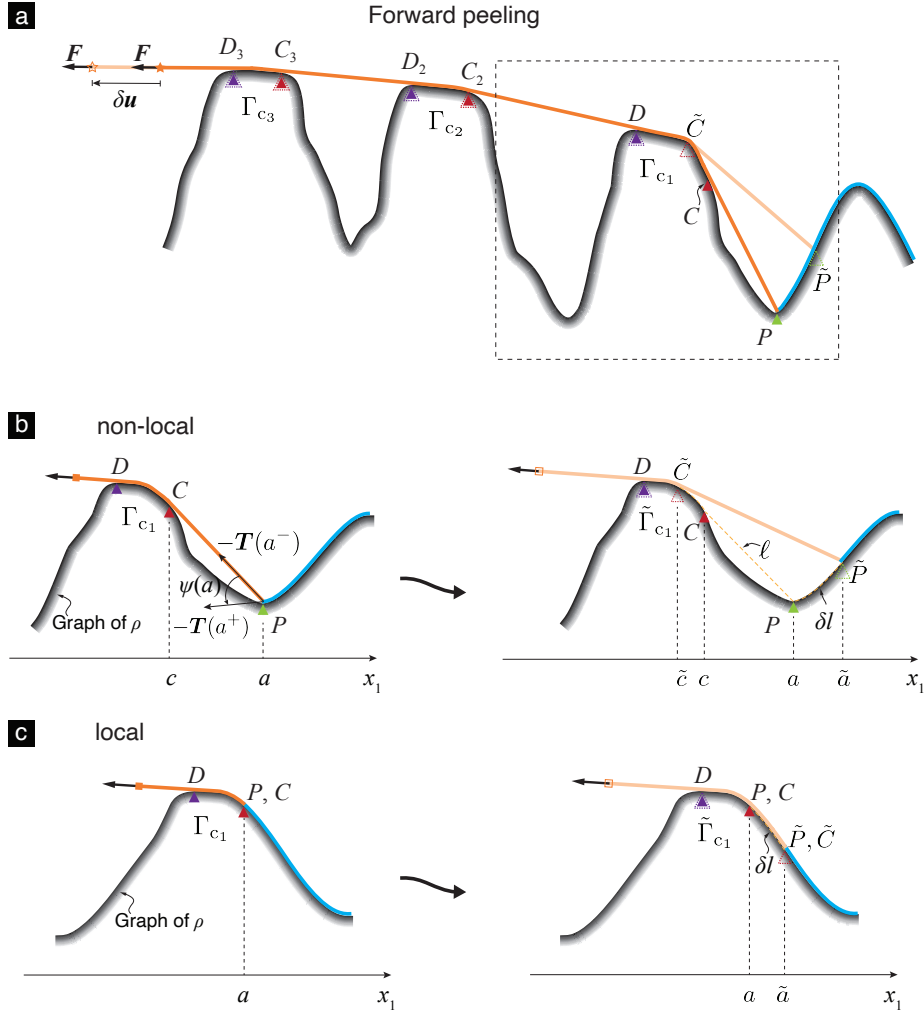 a
Forward peeling
F F
δu
D₃ C₃ D₂ C₂ D C̃
Γc₃ Γc₂ Γc₁
C
P̃
P
b
non-local
D
C
Γc₁
−T(a⁻)
ψ(a)
−T(a⁺)
P
Graph of ρ
c a x₁
D C̃
Γ̃c₁
C
ℓ
P̃
P
δl
c̃ c a ã x₁
c
local
D
P, C
Γc₁
Graph of ρ
a x₁
D
P, C
Γ̃c₁
P̃, C̃
δl
a ã x₁